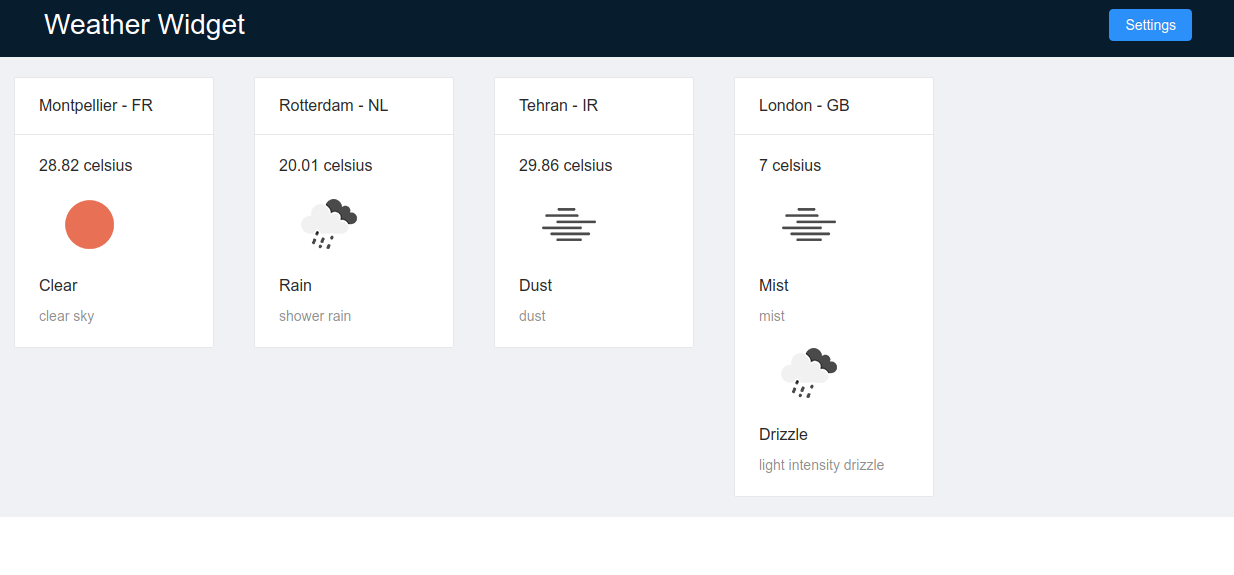 Weather Widget
Settings
Montpellier - FR
28.82 celsius
Clear
clear sky
Rotterdam - NL
20.01 celsius
Rain
shower rain
Tehran - IR
29.86 celsius
Dust
dust
London - GB
7 celsius
Mist
mist
Drizzle
light intensity drizzle